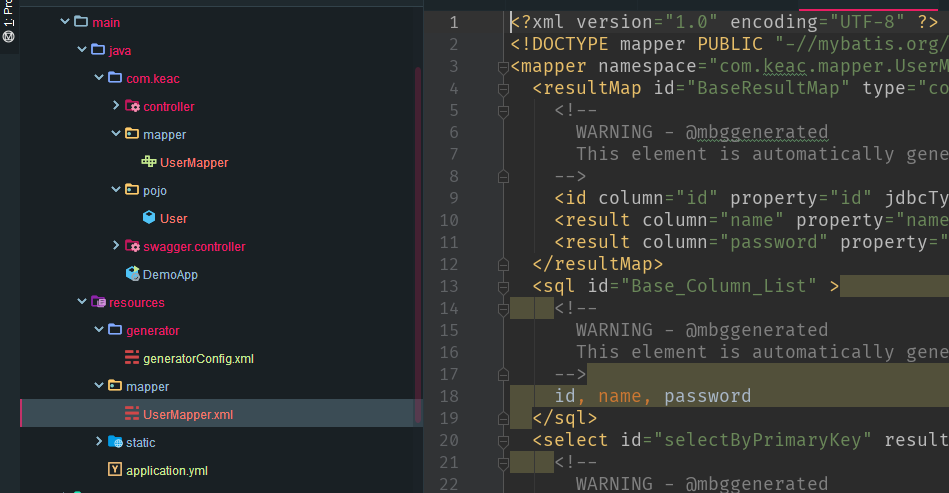 1: Pro
main
java
com.keac
controller
mapper
UserMapper
pojo
User
swagger.controller
DemoApp
resources
generator
generatorConfig.xml
mapper
UserMapper.xml
static
application.yml
1 <?xml version="1.0" encoding="UTF-8" ?>
2 <!DOCTYPE mapper PUBLIC "-//mybatis.org/
3 <mapper namespace="com.keac.mapper.UserM
4 <resultMap id="BaseResultMap" type="co
5 <!--
6 WARNING - @mbggenerated
7 This element is automatically gene
8 -->
9 <id column="id" property="id" jdbcTy
10 <result column="name" property="name
11 <result column="password" property="
12 </resultMap>
13 <sql id="Base_Column_List" >
14 <!--
15 WARNING - @mbggenerated
16 This element is automatically gene
17 -->
18 id, name, password
19 </sql>
20 <select id="selectByPrimaryKey" result
21 <!--
22 WARNING - @mbggenerated